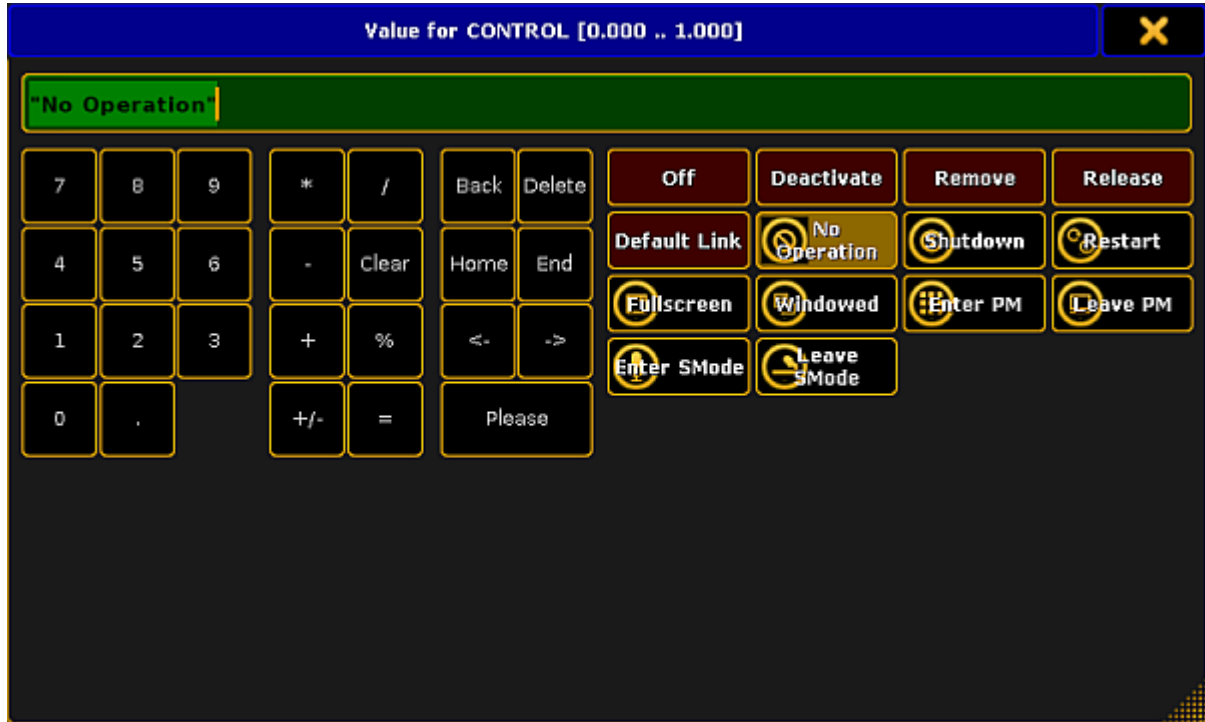 Value for CONTROL [0.000 .. 1.000]
"No Operation"
7 8 9 * / Back Delete
4 5 6 - Clear Home End
1 2 3 + % <- ->
0 . +/- = Please
Off Deactivate Remove Release
Default Link No Operation Shutdown Restart
Fullscreen Windowed Enter PM Leave PM
Enter SMode Leave SMode